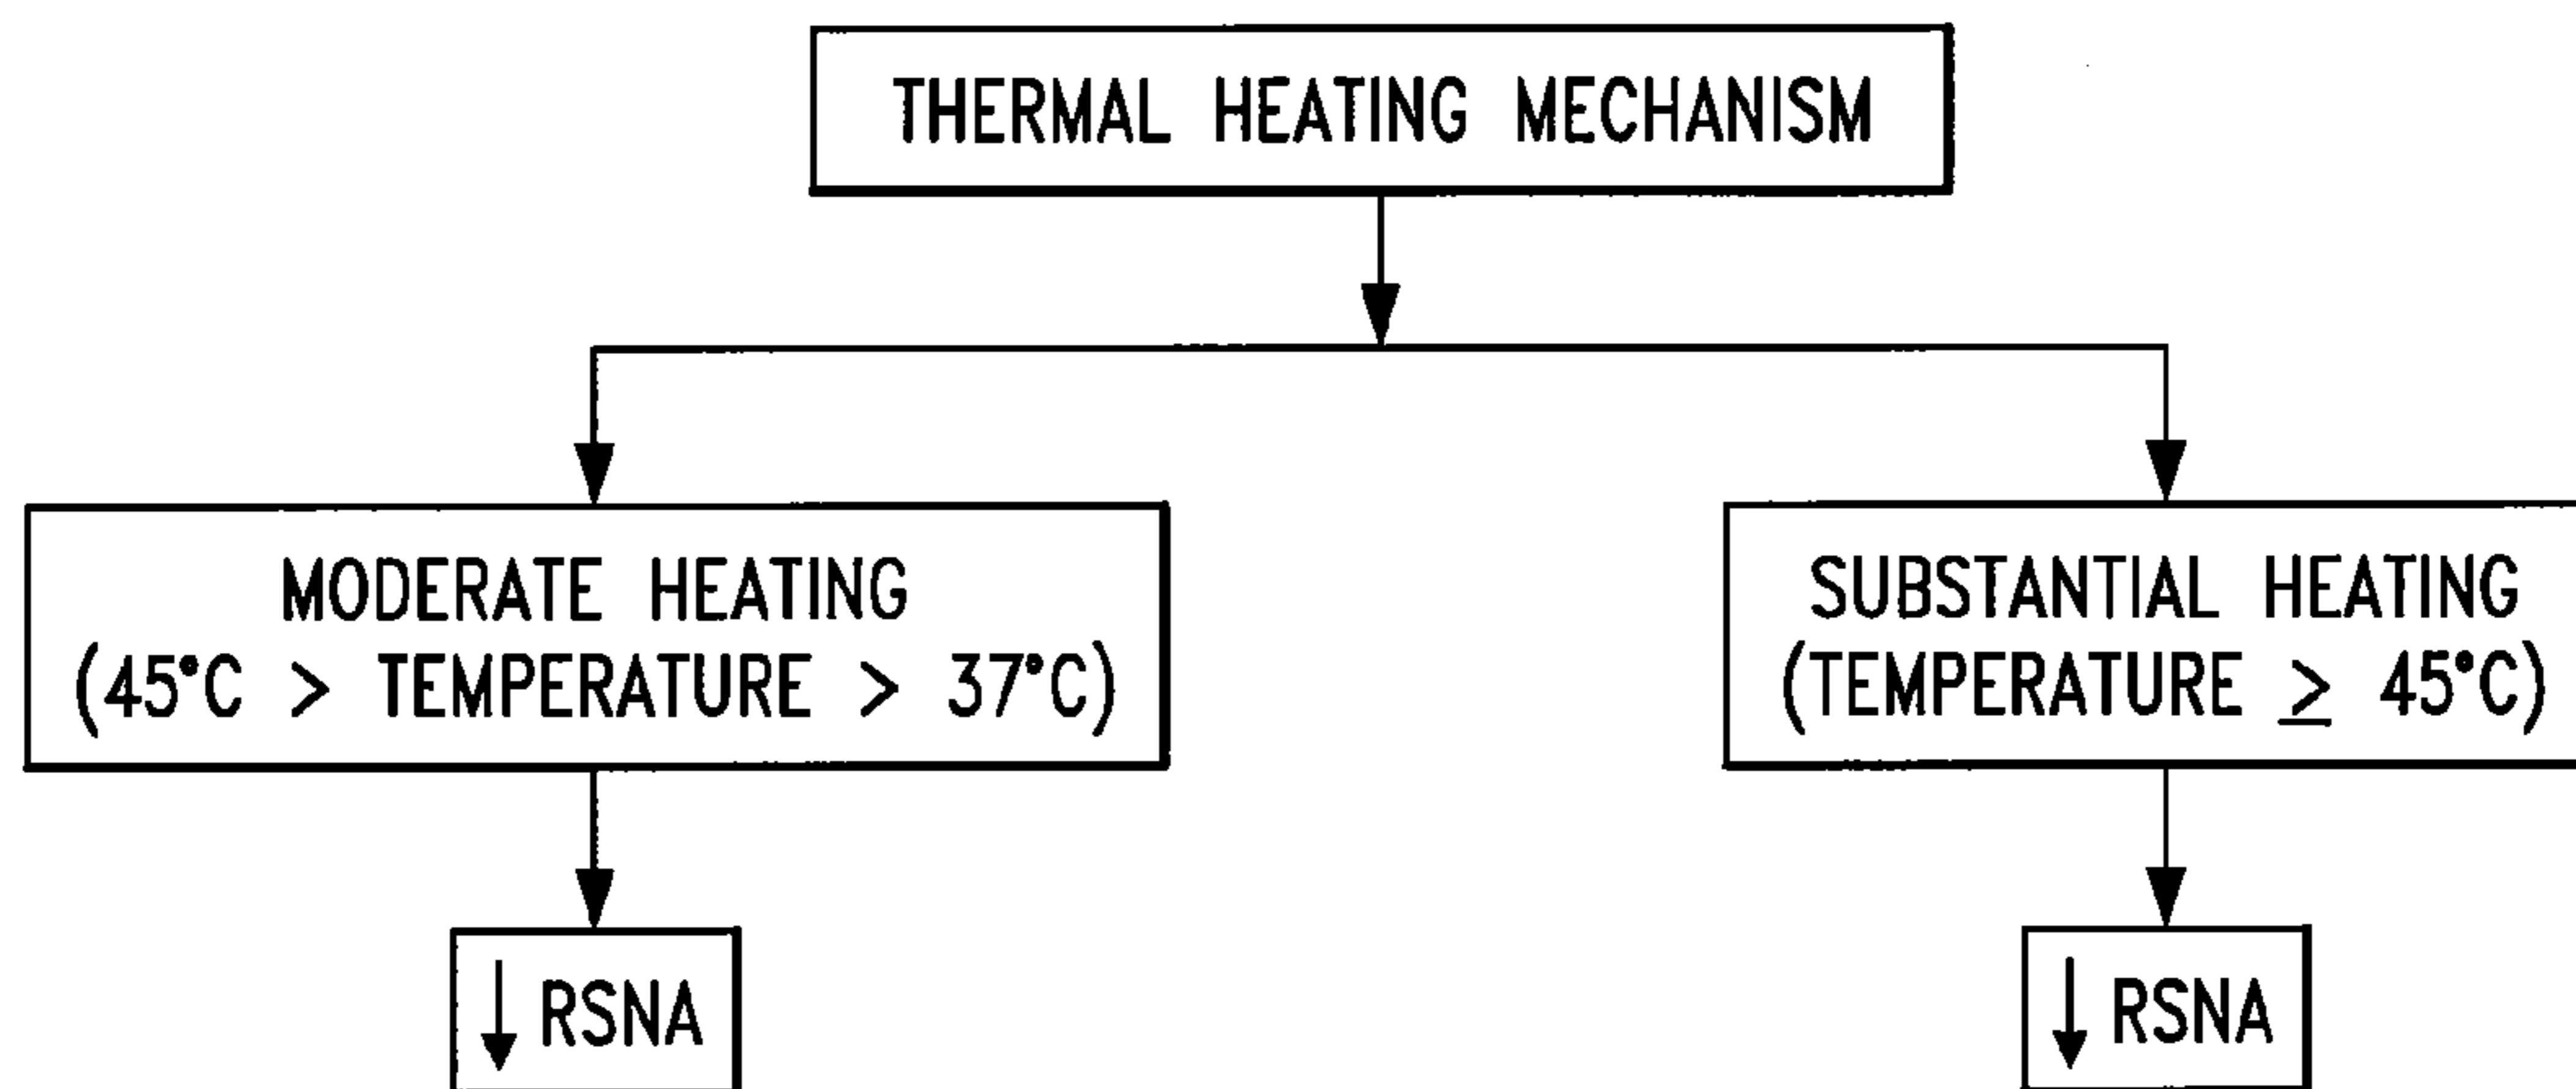 THERMAL HEATING MECHANISM
MODERATE HEATING
(45°C > TEMPERATURE > 37°C)
SUBSTANTIAL HEATING
(TEMPERATURE ≥ 45°C)
↓ RSNA
↓ RSNA